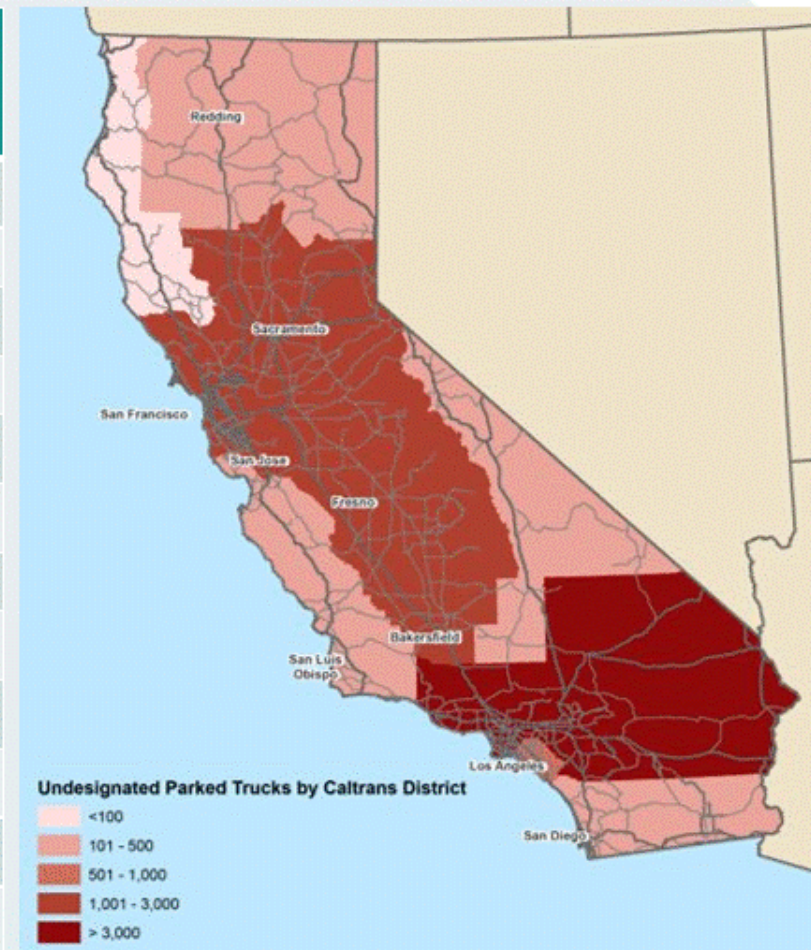 Redding
Sacramento
San Francisco
San Jose
Fresno
Bakersfield
San Luis
Obispo
Los Angeles
San Diego
Undesignated Parked Trucks by Caltrans District
<100
101 - 500
501 - 1,000
1,001 - 3,000
> 3,000